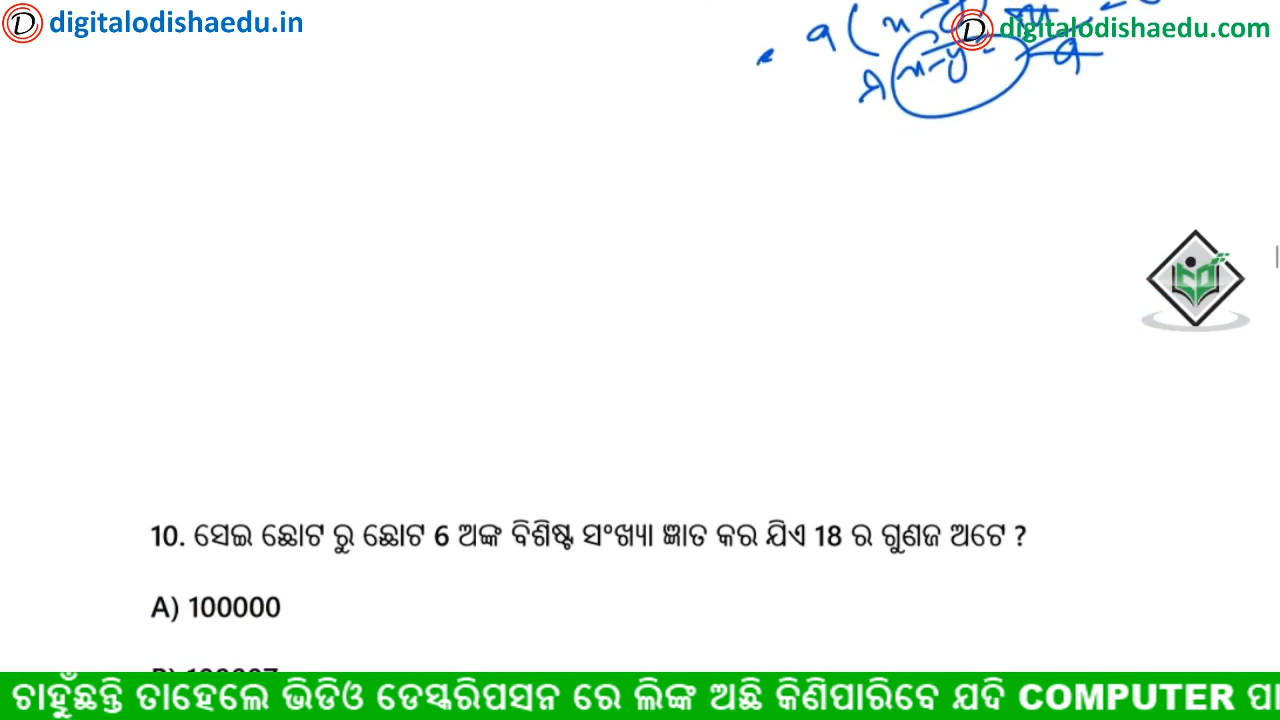 digitalodishaedu.in
digitalodishaedu.com
10. ସେଇ ଛୋଟ ରୁ ଛୋଟ 6 ଅଙ୍କ ବିଶିଷ୍ଟ ସଂଖ୍ୟା ଜ୍ଞାତ କର ଯିଏ 18 ର ଗୁଣଜ ଅଟେ ?
A) 100000
ଚାହୁଁଛନ୍ତି ତାହେଲେ ଭିଡିଓ ଡେସ୍କରିପସନ ରେ ଲିଙ୍କ ଅଛି କିଣିପାରିବେ ଯଦି COMPUTER ପା